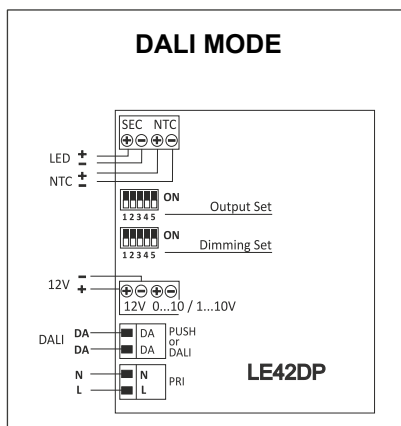 DALI MODE
SEC NTC
LED + -
NTC + -
ON
1 2 3 4 5
Output Set
ON
1 2 3 4 5
Dimming Set
12V - +
12V 0...10 / 1...10V
DALI DA DA
DA DA
PUSH or DALI
N L
N L
PRI
LE42DP